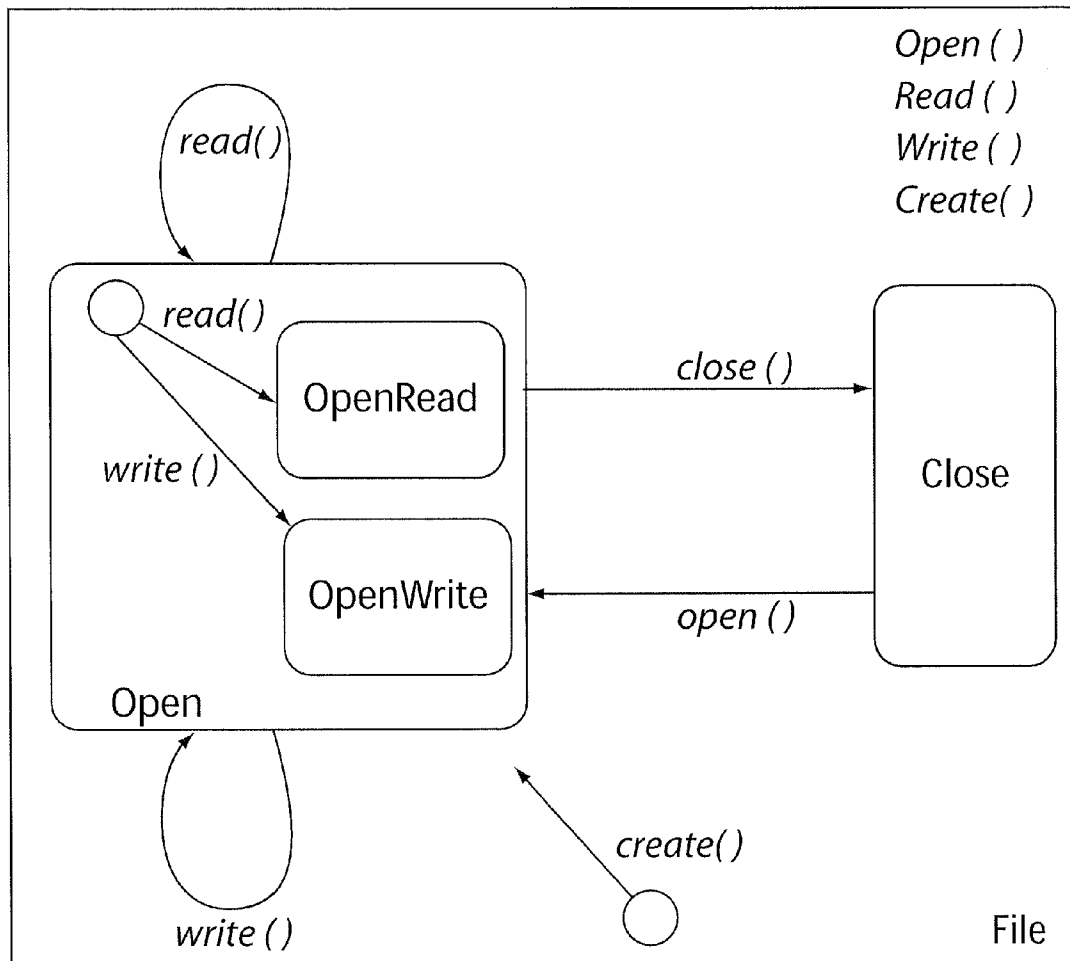 Open ( )
Read ( )
Write ( )
Create( )
read()
read()
OpenRead
close ( )
write ( )
Close
OpenWrite
open ( )
Open
create()
write ( )
File